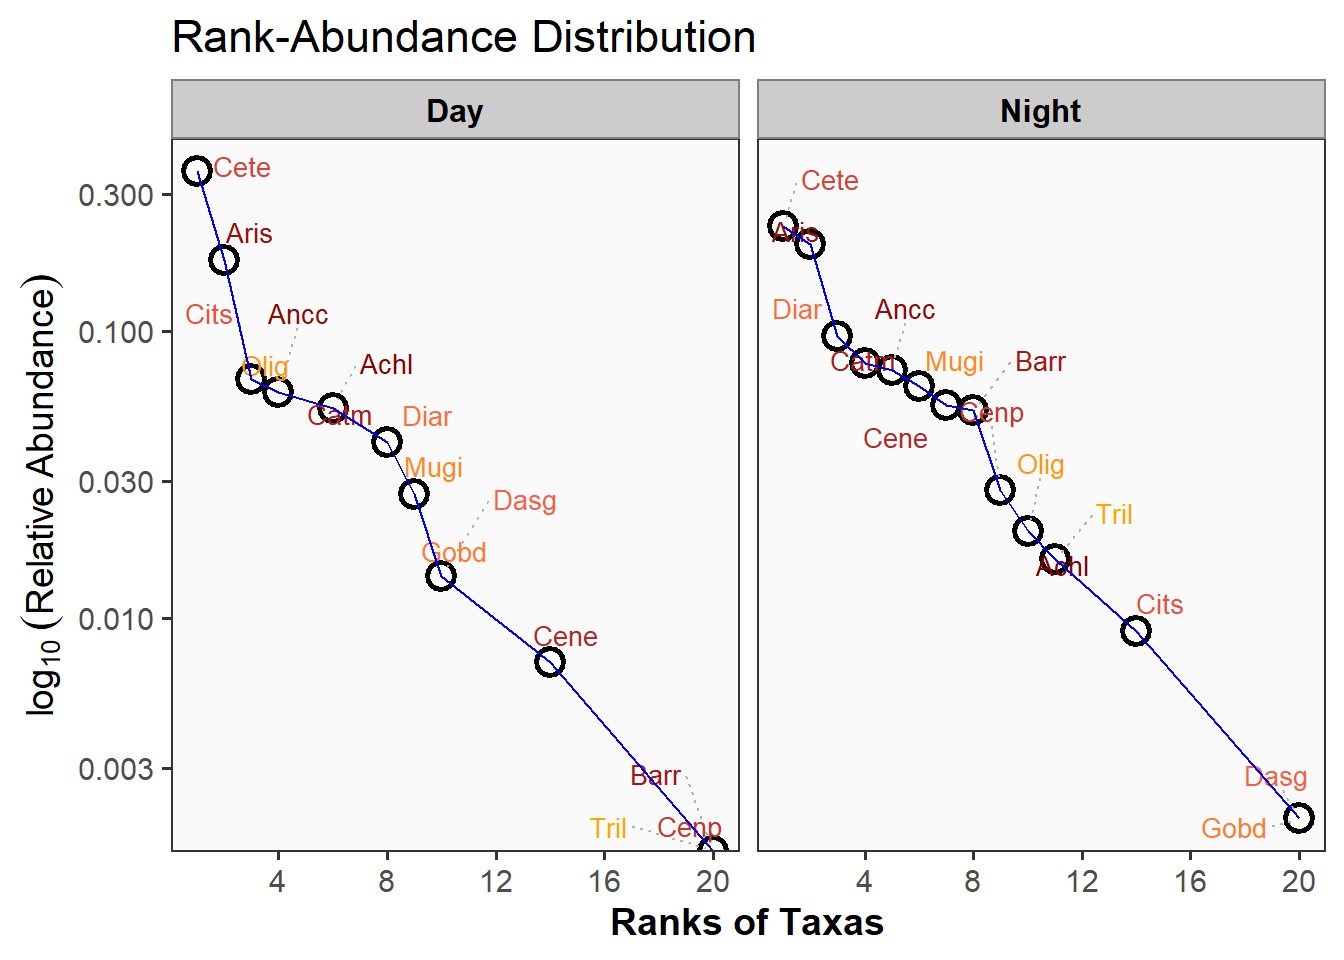 Rank-Abundance Distribution
Day
Night
log10 (Relative Abundance)
0.300
0.100
0.030
0.010
0.003
Cete
Aris
Cits
Ancc
Olig
Achl
Catm
Diar
Mugi
Dasg
Gobd
Cene
Barr
Cenp
Tril
Cete
Aris
Diar
Ancc
Catm
Mugi
Barr
Cenp
Cene
Olig
Tril
Achl
Cits
Dasg
Gobd
4 8 12 16 20
4 8 12 16 20
Ranks of Taxas